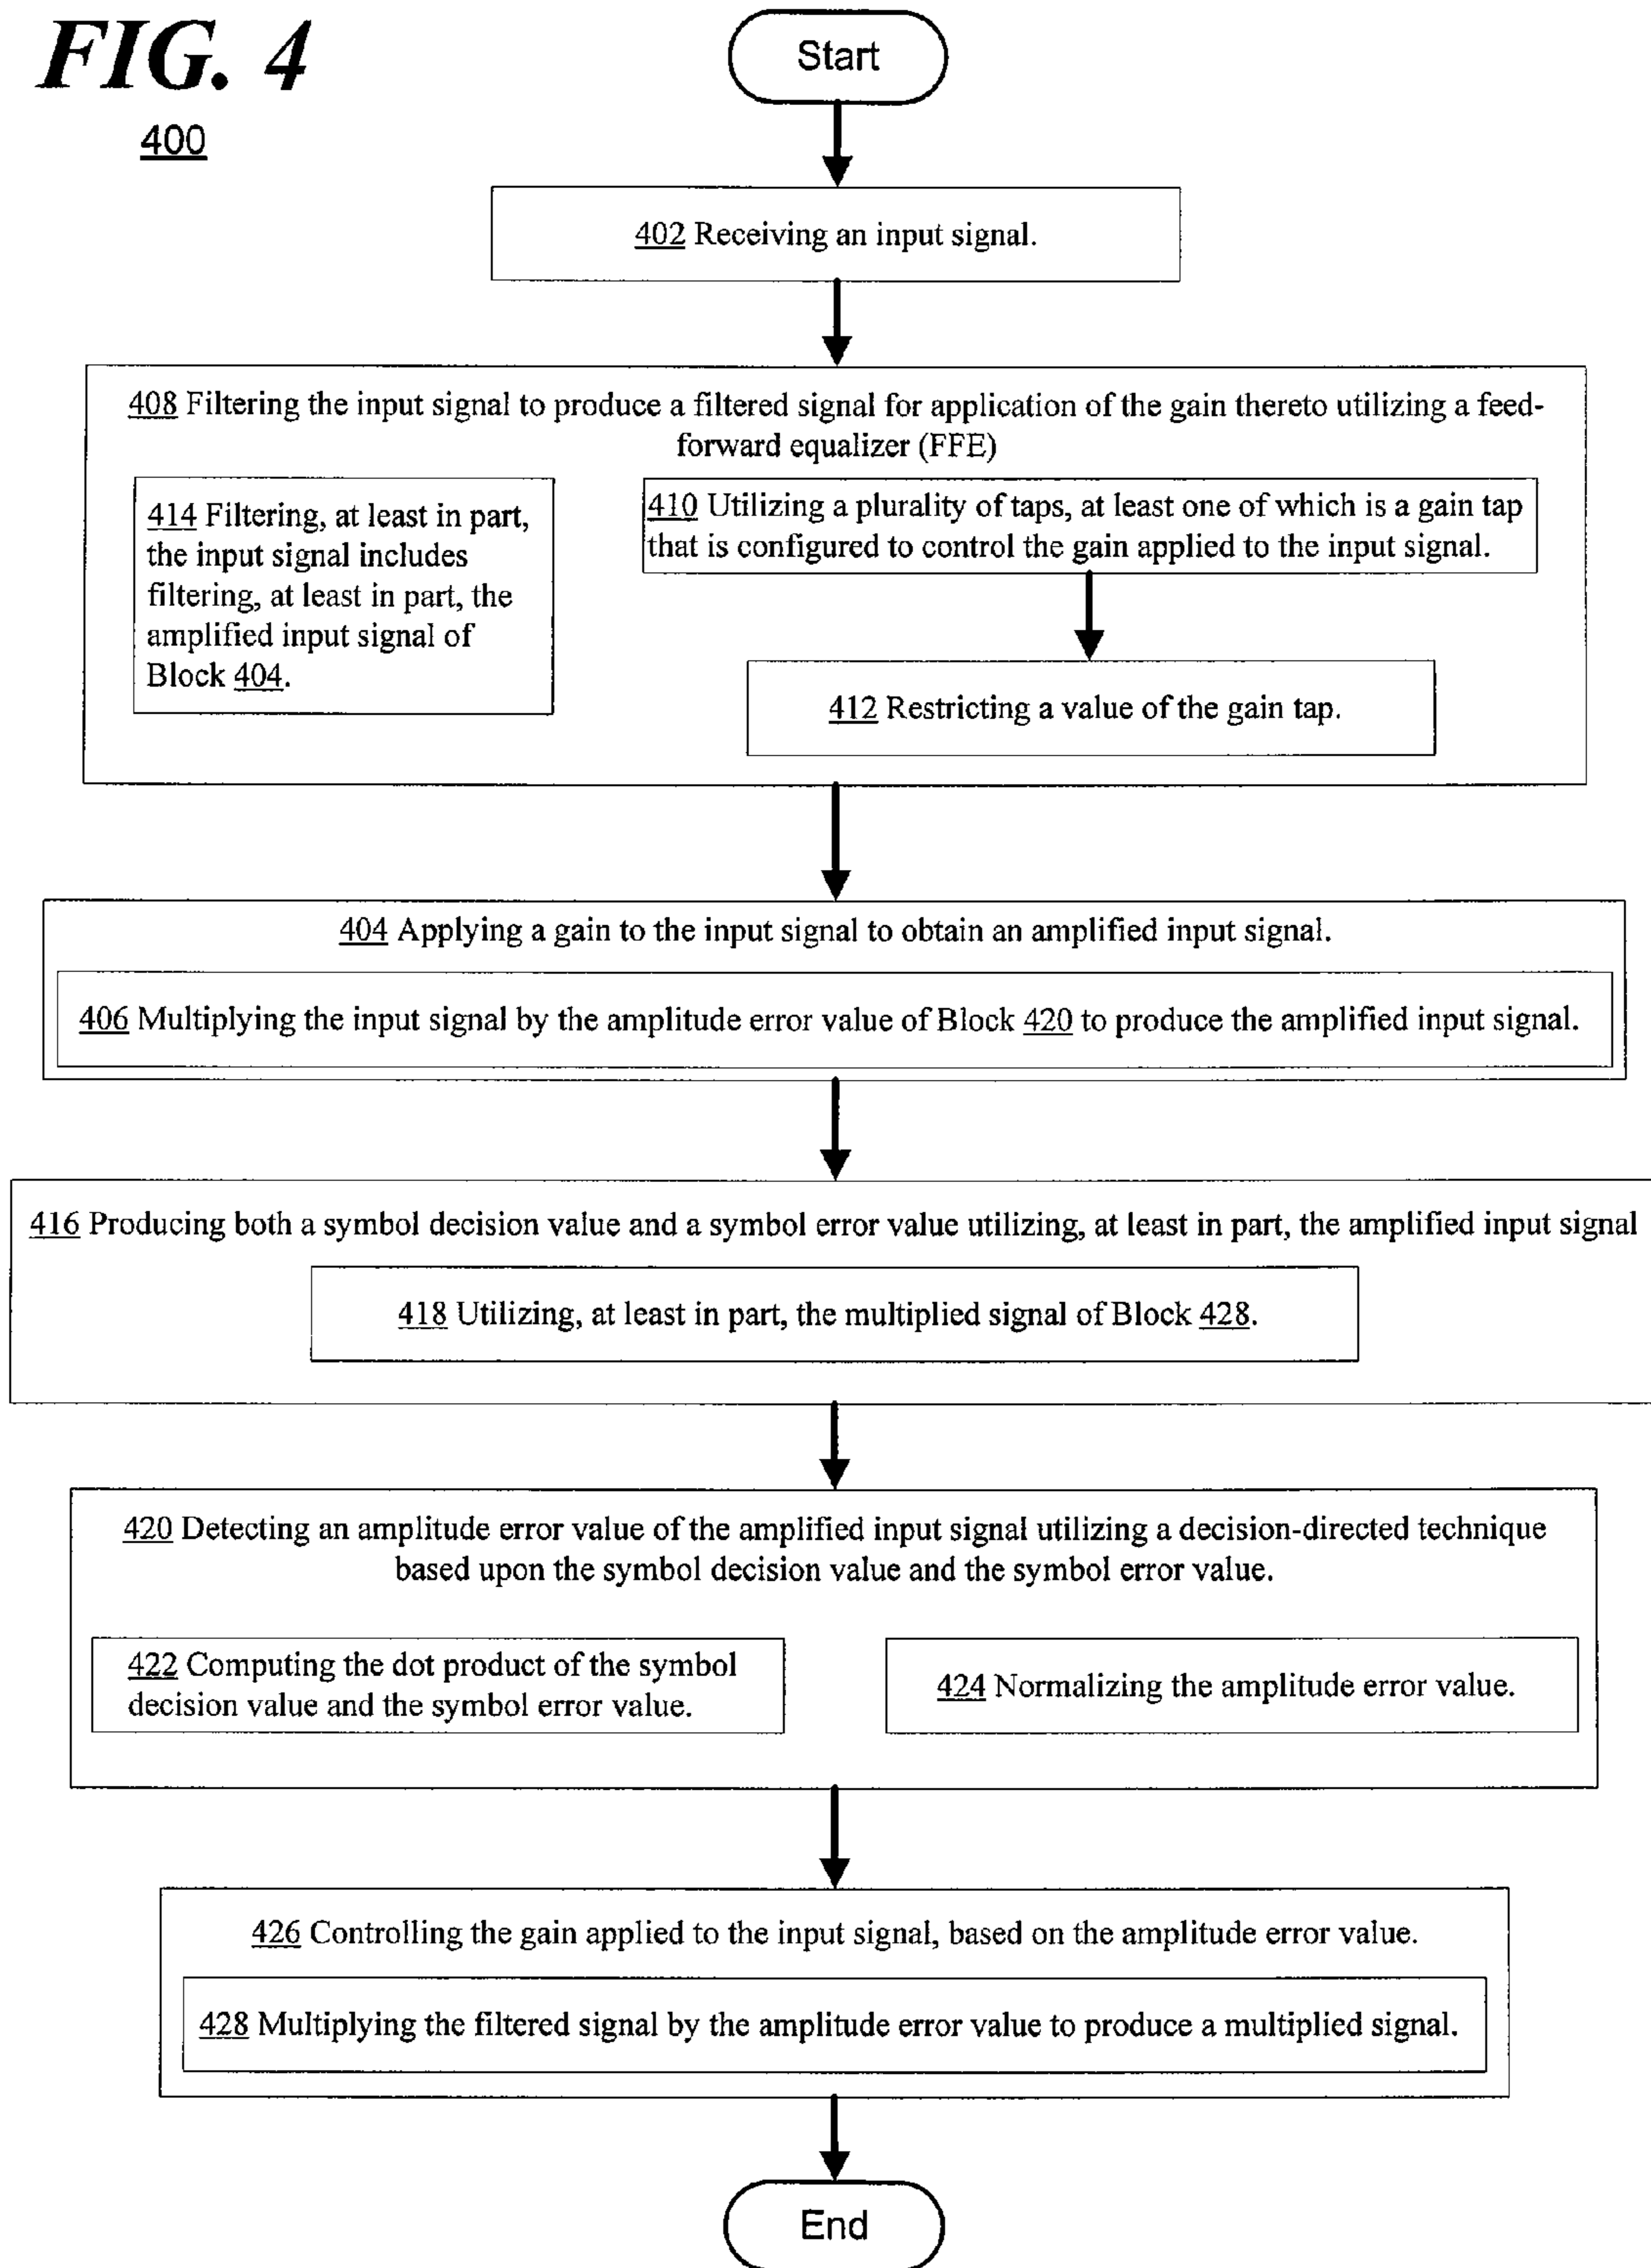 FIG. 4
400
Start
402 Receiving an input signal.
408 Filtering the input signal to produce a filtered signal for application of the gain thereto utilizing a feed-
forward equalizer (FFE)
414 Filtering, at least in part,
the input signal includes
filtering, at least in part, the
amplified input signal of
Block 404.
410 Utilizing a plurality of taps, at least one of which is a gain tap
that is configured to control the gain applied to the input signal.
412 Restricting a value of the gain tap.
404 Applying a gain to the input signal to obtain an amplified input signal.
406 Multiplying the input signal by the amplitude error value of Block 420 to produce the amplified input signal.
416 Producing both a symbol decision value and a symbol error value utilizing, at least in part, the amplified input signal
418 Utilizing, at least in part, the multiplied signal of Block 428.
420 Detecting an amplitude error value of the amplified input signal utilizing a decision-directed technique
based upon the symbol decision value and the symbol error value.
422 Computing the dot product of the symbol
decision value and the symbol error value.
424 Normalizing the amplitude error value.
426 Controlling the gain applied to the input signal, based on the amplitude error value.
428 Multiplying the filtered signal by the amplitude error value to produce a multiplied signal.
End